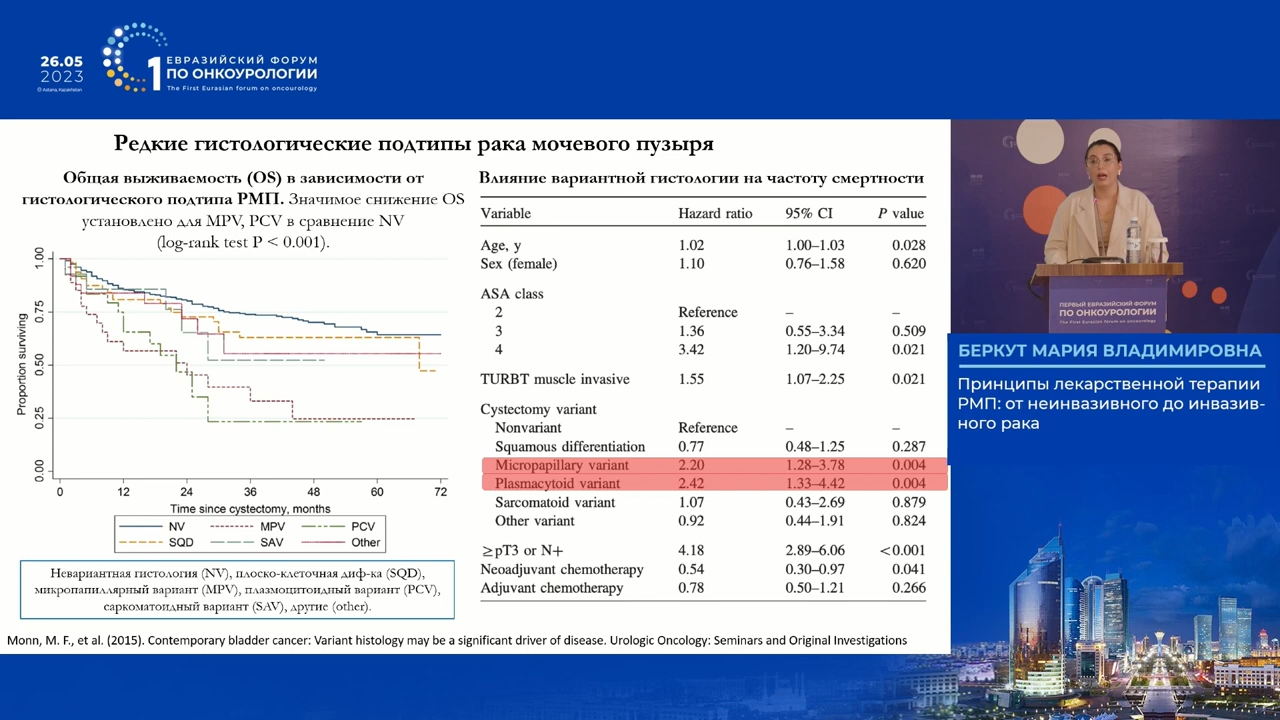 26.05
2023
Astana, Kazakhstan
1
ЕВРАЗИЙСКИЙ ФОРУМ
ПО ОНКОУРОЛОГИИ
The First Eurasian forum on oncourology
Редкие гистологические подтипы рака мочевого пузыря
Общая выживаемость (OS) в зависимости от
гистологического подтипа РМП. Значимое снижение OS
установлено для MPV, PCV в сравнение NV
(log-rank test P < 0.001).
Proportion surviving
1.00
0.75
0.50
0.25
0.00
0 12 24 36 48 60 72
Time since cystectomy, months
NV MPV PCV
SQD SAV Other
Невариантная гистология (NV), плоско-клеточная диф-ка (SQD),
микропапиллярный вариант (MPV), плазмоцитоидный вариант (PCV),
саркоматоидный вариант (SAV), другие (other).
Влияние вариантной гистологии на частоту смертности
Variable Hazard ratio 95% CI P value
Age, y 1.02 1.00–1.03 0.028
Sex (female) 1.10 0.76–1.58 0.620
ASA class
2 Reference – –
3 1.36 0.55–3.34 0.509
4 3.42 1.20–9.74 0.021
TURBT muscle invasive 1.55 1.07–2.25 0.021
Cystectomy variant
Nonvariant Reference – –
Squamous differentiation 0.77 0.48–1.25 0.287
Micropapillary variant 2.20 1.28–3.78 0.004
Plasmacytoid variant 2.42 1.33–4.42 0.004
Sarcomatoid variant 1.07 0.43–2.69 0.879
Other variant 0.92 0.44–1.91 0.824
≥pT3 or N+ 4.18 2.89–6.06 <0.001
Neoadjuvant chemotherapy 0.54 0.30–0.97 0.041
Adjuvant chemotherapy 0.78 0.50–1.21 0.266
Monn, M. F., et al. (2015). Contemporary bladder cancer: Variant histology may be a significant driver of disease. Urologic Oncology: Seminars and Original Investigations
ПЕРВЫЙ ЕВРАЗИЙСКИЙ ФОРУМ
ПО ОНКОУРОЛОГИИ
The First Eurasian forum on oncourology
БЕРКУТ МАРИЯ ВЛАДИМИРОВНА
Принципы лекарственной терапии
РМП: от неинвазивного до инвазив-
ного рака